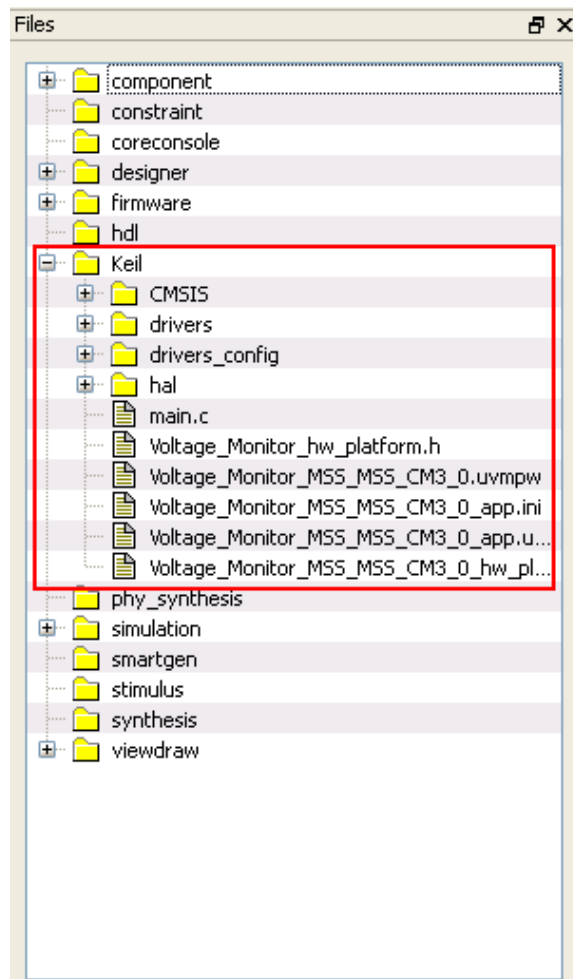 Files
component
constraint
coreconsole
designer
firmware
hdl
Keil
CMSIS
drivers
drivers_config
hal
main.c
Voltage_Monitor_hw_platform.h
Voltage_Monitor_MSS_MSS_CM3_0.uvmpw
Voltage_Monitor_MSS_MSS_CM3_0_app.ini
Voltage_Monitor_MSS_MSS_CM3_0_app.u...
Voltage_Monitor_MSS_MSS_CM3_0_hw_pl...
phy_synthesis
simulation
smartgen
stimulus
synthesis
viewdraw